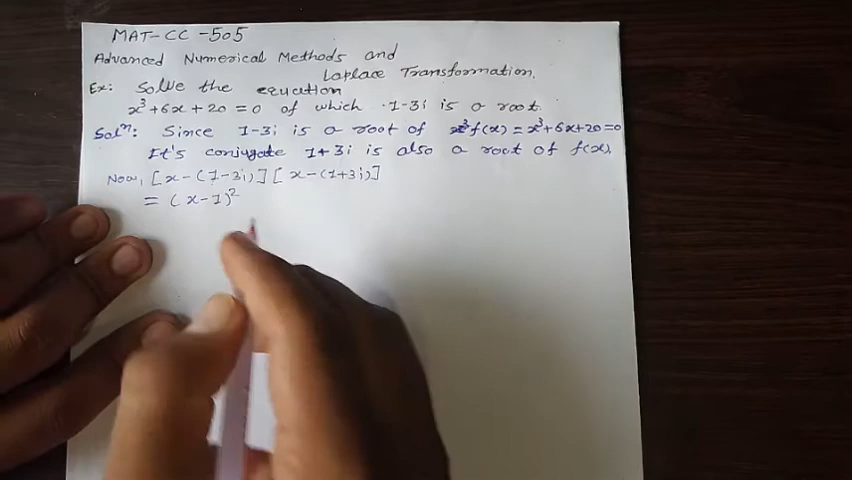 MAT-CC-505
Advanced Numerical Methods and
Laplace Transformation.
Ex: Solve the equation
x³+6x+20=0 of which 1-3i is a root.
Solⁿ: Since 1-3i is a root of f(x)=x³+6x+20=0
It's conjugate 1+3i is also a root of f(x).
Now, [x-(1-3i)][x-(1+3i)]
= (x-1)²